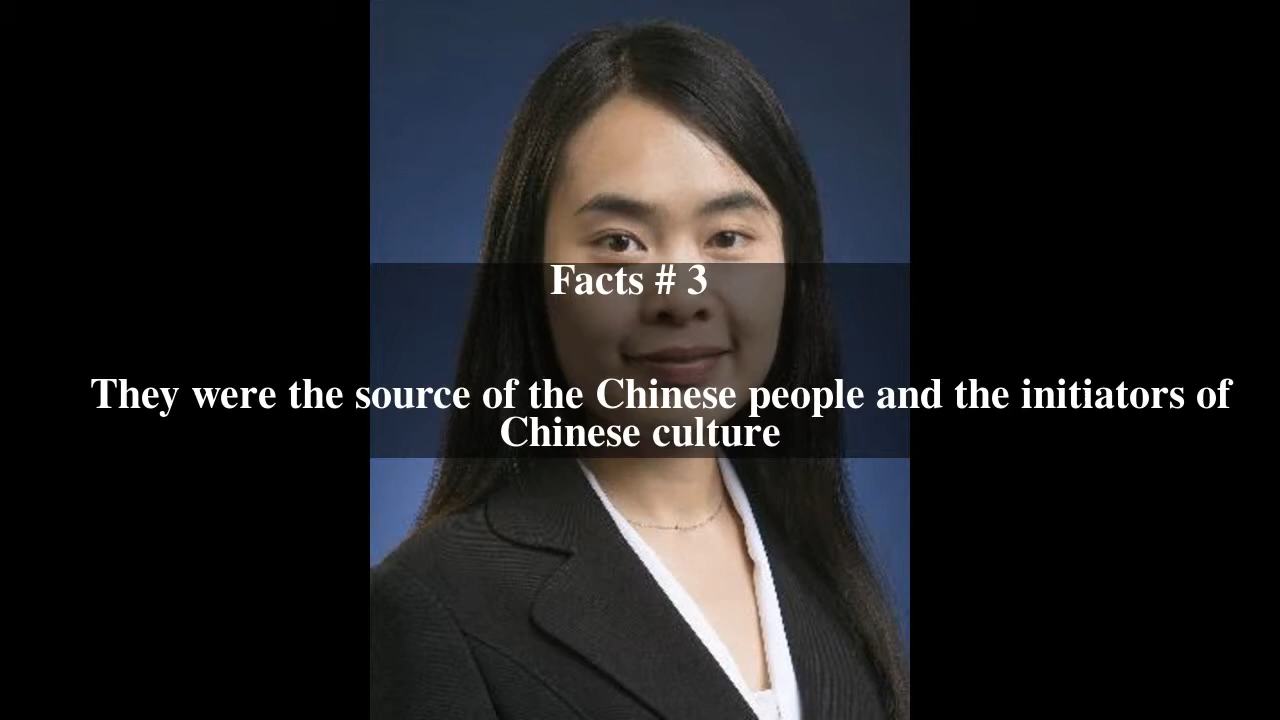 Facts # 3
They were the source of the Chinese people and the initiators of
Chinese culture